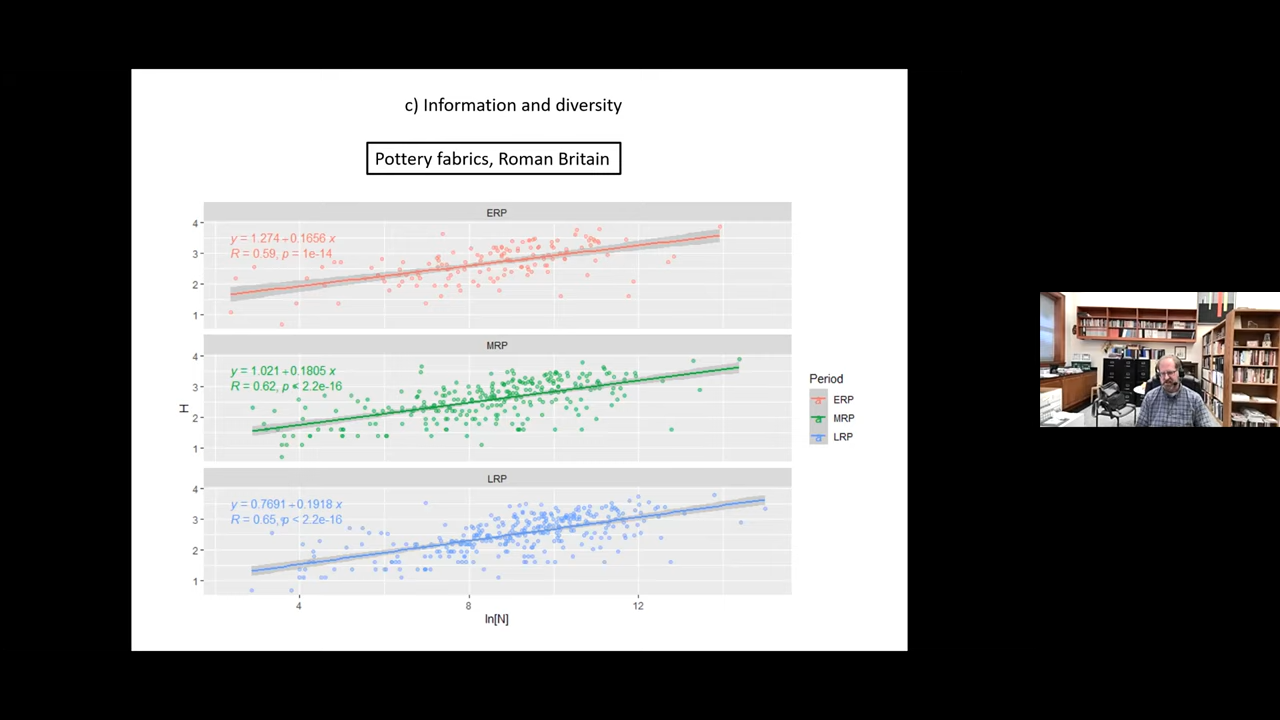 c) Information and diversity
Pottery fabrics, Roman Britain
ERP
4
3
2
1
y = 1.274 + 0.1656 x
R = 0.59, p = 1e-14
MRP
4
3
2
1
y = 1.021 + 0.1805 x
R = 0.62, p < 2.2e-16
H
LRP
4
3
2
1
y = 0.7691 + 0.1918 x
R = 0.65, p < 2.2e-16
4 8 12
ln[N]
Period
a ERP
a MRP
a LRP